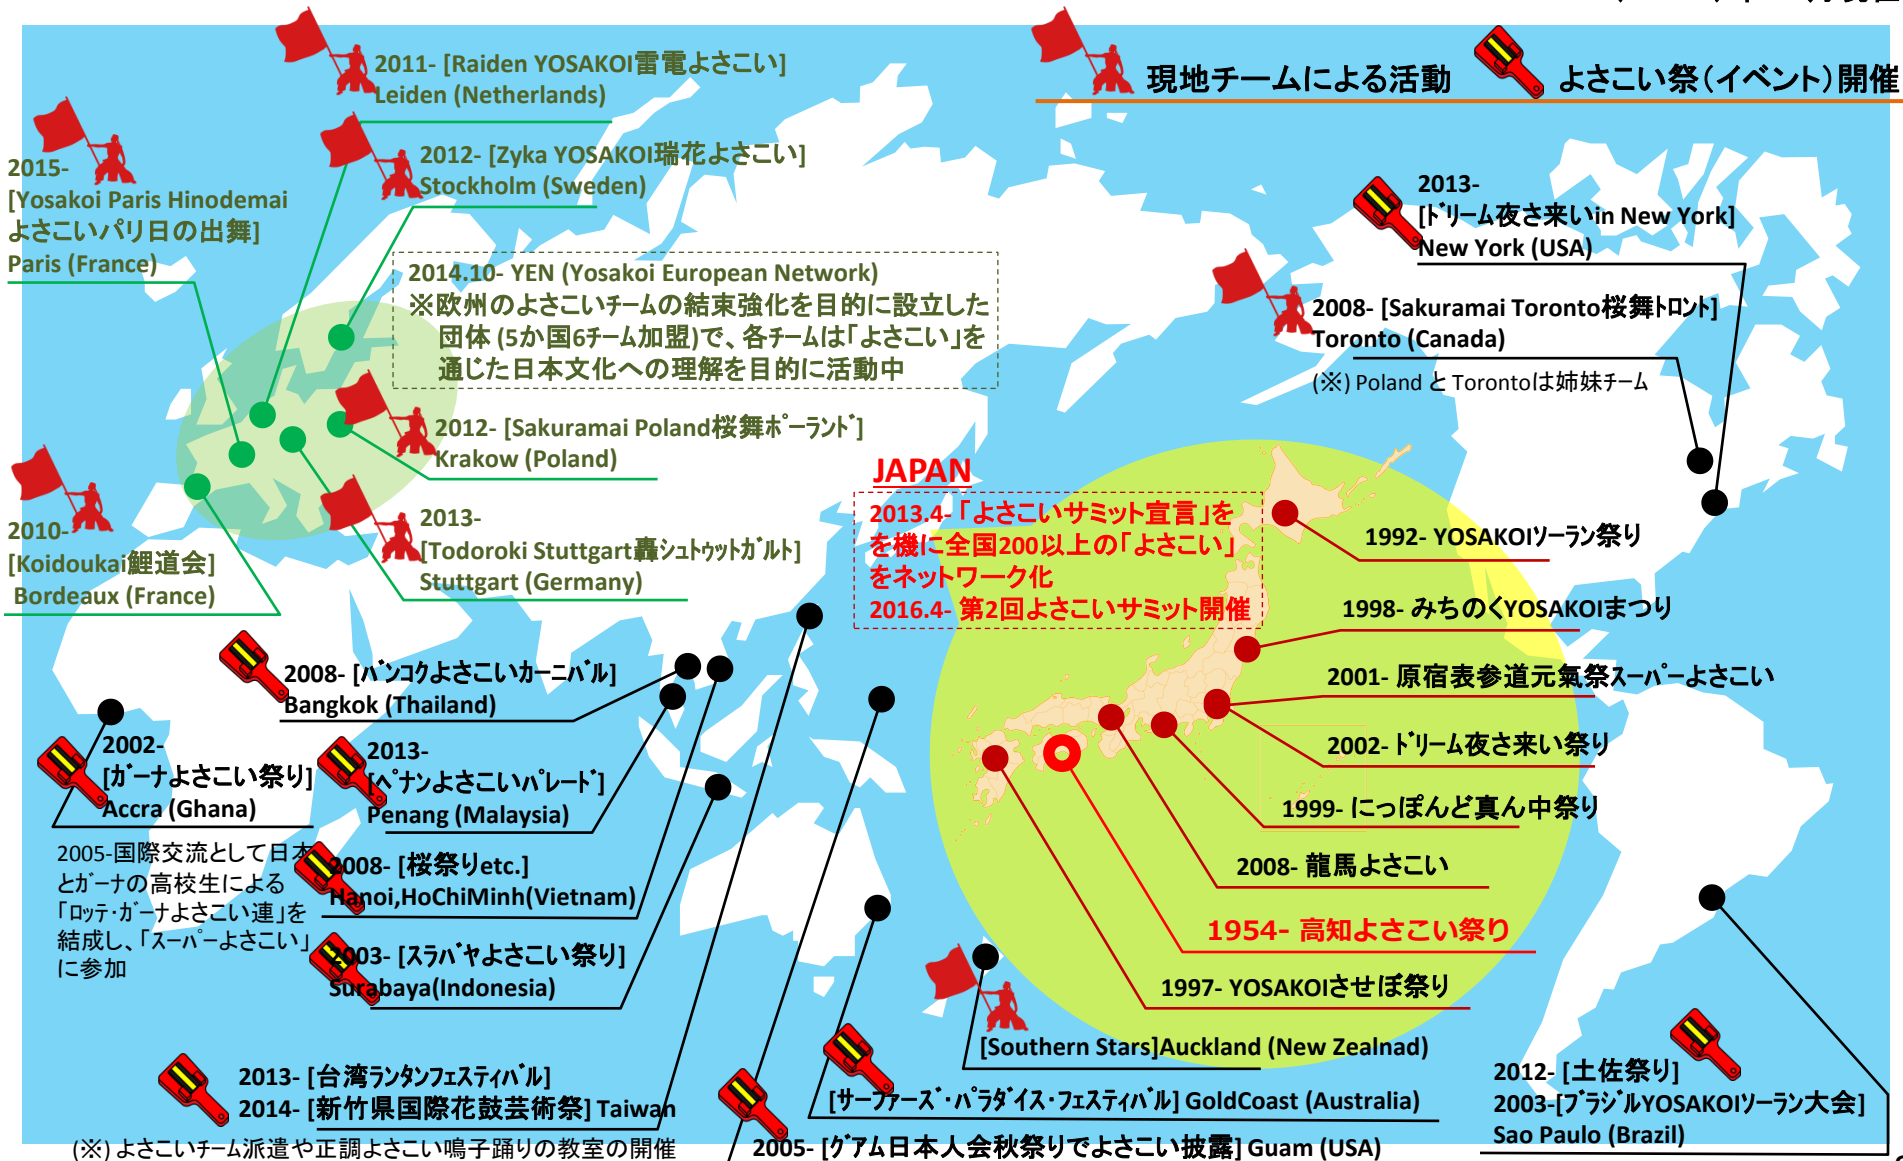 現地チームによる活動
よさこい祭(イベント)開催
2011- [Raiden YOSAKOI雷電よさこい]
Leiden (Netherlands)
2012- [Zyka YOSAKOI瑞花よさこい]
Stockholm (Sweden)
2015-
[Yosakoi Paris Hinodemai
よさこいパリ日の出舞]
Paris (France)
2014.10- YEN (Yosakoi European Network)
※欧州のよさこいチームの結束強化を目的に設立した
団体 (5か国6チーム加盟)で、各チームは「よさこい」を
通じた日本文化への理解を目的に活動中
2012- [Sakuramai Poland桜舞ポーランド]
Krakow (Poland)
2010-
[Koidoukai鯉道会]
Bordeaux (France)
2013-
[Todoroki Stuttgart轟シュトゥットガルト]
Stuttgart (Germany)
2013-
[ドリーム夜さ来いin New York]
New York (USA)
2008- [Sakuramai Toronto桜舞トロント]
Toronto (Canada)
(※) Poland と Torontoは姉妹チーム
JAPAN
2013.4- 「よさこいサミット宣言」を
を機に全国200以上の「よさこい」
をネットワーク化
2016.4- 第2回よさこいサミット開催
1992- YOSAKOIソーラン祭り
1998- みちのくYOSAKOIまつり
2001- 原宿表参道元氣祭スーパーよさこい
2002- ドリーム夜さ来い祭り
1999- にっぽんど真ん中祭り
2008- 龍馬よさこい
1954- 高知よさこい祭り
1997- YOSAKOIさせぼ祭り
2008- [バンコクよさこいカーニバル]
Bangkok (Thailand)
2002-
[ガーナよさこい祭り]
Accra (Ghana)
2005-国際交流として日本
とガーナの高校生による
「ロッテ・ガーナよさこい連」を
結成し、「スーパーよさこい」
に参加
2013-
[ペナンよさこいパレード]
Penang (Malaysia)
2008- [桜祭りetc.]
Hanoi,HoChiMinh(Vietnam)
2003- [スラバヤよさこい祭り]
Surabaya(Indonesia)
2013- [台湾ランタンフェスティバル]
2014- [新竹県国際花鼓芸術祭] Taiwan
(※) よさこいチーム派遣や正調よさこい鳴子踊りの教室の開催
[Southern Stars]Auckland (New Zealnad)
[サーファーズ・パラダイス・フェスティバル] GoldCoast (Australia)
2005- [グアム日本人会秋祭りでよさこい披露] Guam (USA)
2012- [土佐祭り]
2003-[ブラジルYOSAKOIソーラン大会]
Sao Paulo (Brazil)